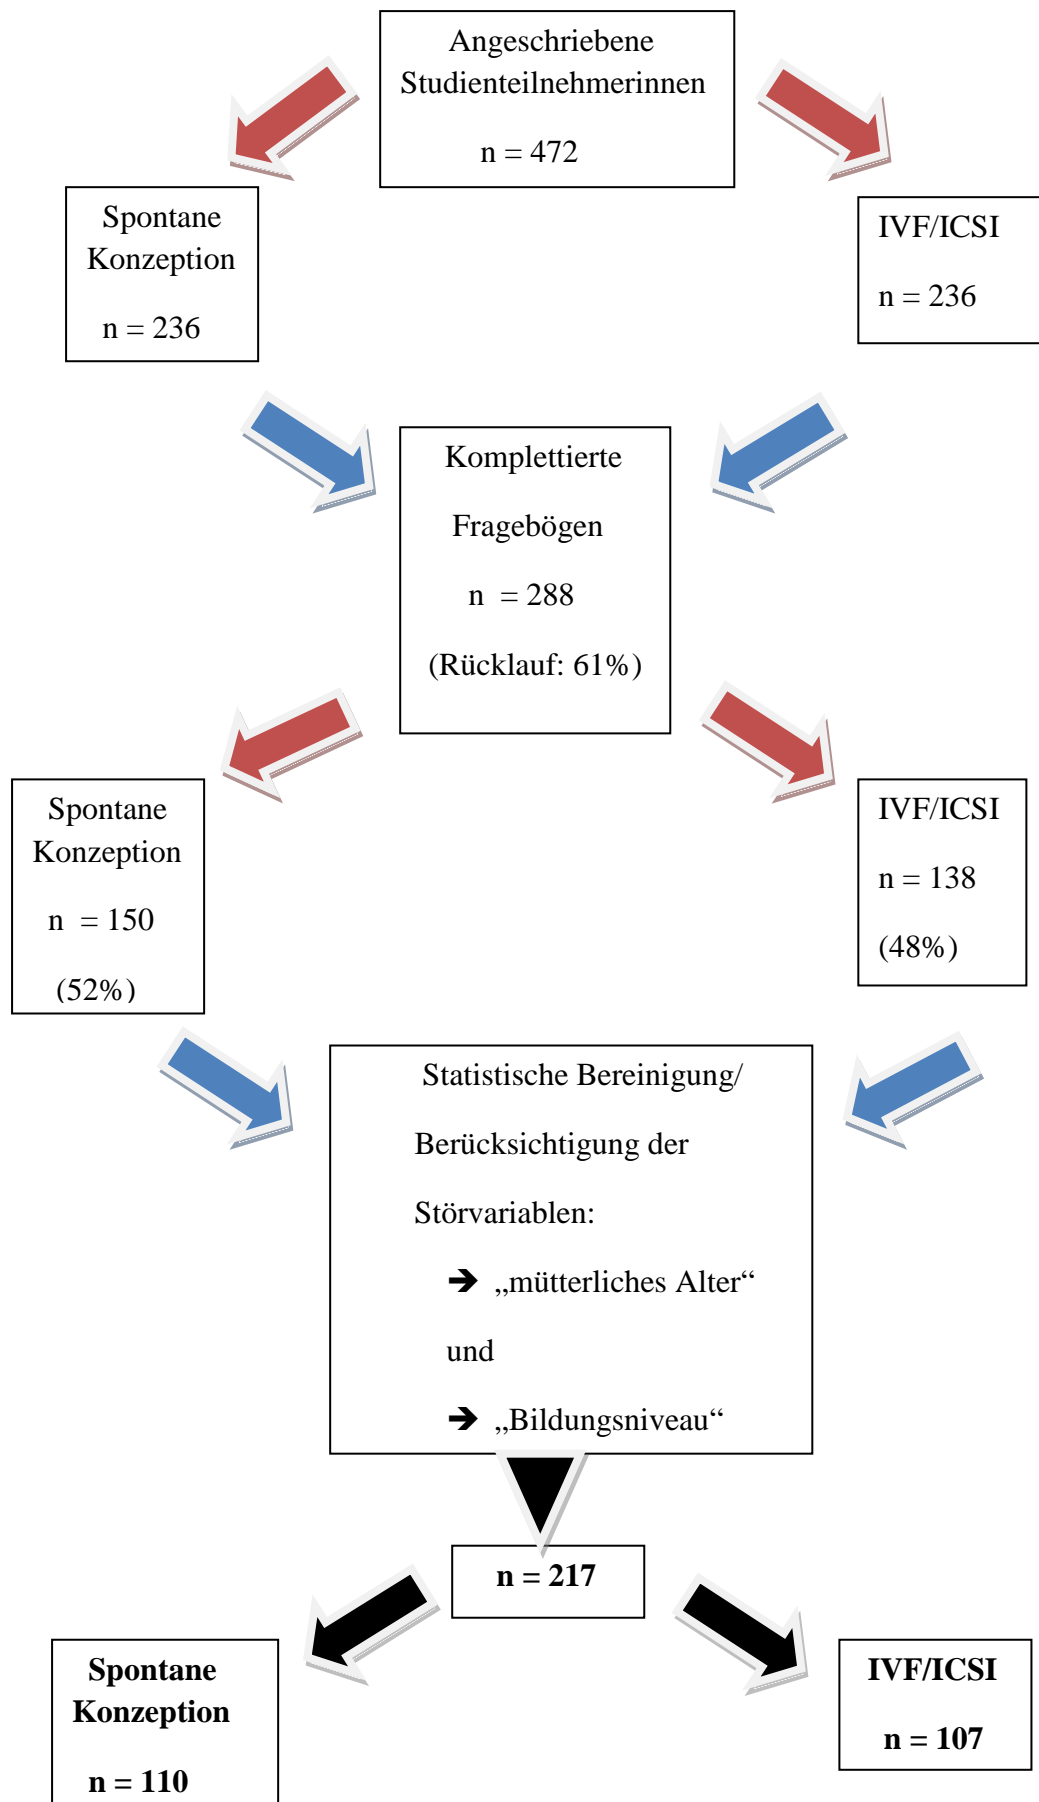 Angeschriebene
Studienteilnehmerinnen
n = 472
Spontane
Konzeption
n = 236
IVF/ICSI
n = 236
Komplettierte
Fragebögen
n  = 288
(Rücklauf: 61%)
Spontane
Konzeption
n  = 150
(52%)
IVF/ICSI
n = 138
(48%)
Statistische Bereinigung/
Berücksichtigung der
Störvariablen:
➔ „mütterliches Alter“
und
➔ „Bildungsniveau“
n = 217
Spontane
Konzeption
n = 110
IVF/ICSI
n = 107